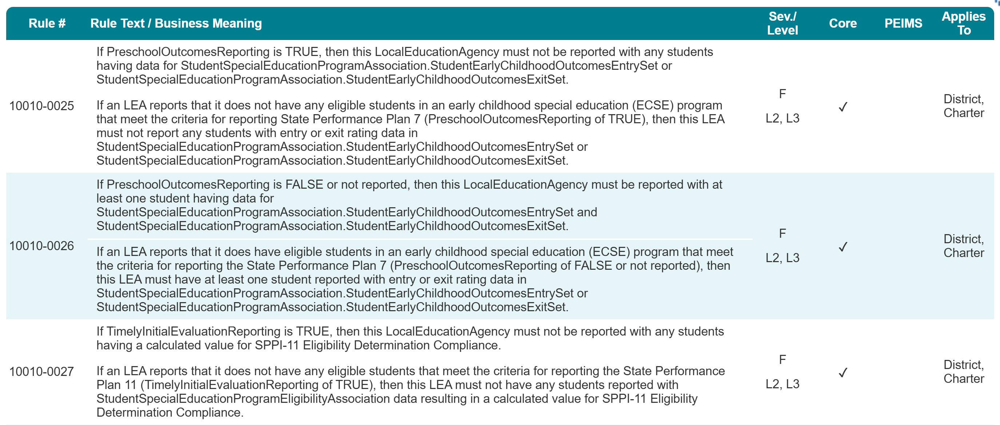 Rule #
Rule Text / Business Meaning
Sev./
Level
Core
PEIMS
Applies
To
10010-0025
If PreschoolOutcomesReporting is TRUE, then this LocalEducationAgency must not be reported with any students
having data for StudentSpecialEducationProgramAssociation.StudentEarlyChildhoodOutcomesEntrySet or
StudentSpecialEducationProgramAssociation.StudentEarlyChildhoodOutcomesExitSet.
If an LEA reports that it does not have any eligible students in an early childhood special education (ECSE) program
that meet the criteria for reporting State Performance Plan 7 (PreschoolOutcomesReporting of TRUE), then this LEA
must not report any students with entry or exit rating data in
StudentSpecialEducationProgramAssociation.StudentEarlyChildhoodOutcomesEntrySet or
StudentSpecialEducationProgramAssociation.StudentEarlyChildhoodOutcomesExitSet.
F
L2, L3
✓
District,
Charter
10010-0026
If PreschoolOutcomesReporting is FALSE or not reported, then this LocalEducationAgency must be reported with at
least one student having data for
StudentSpecialEducationProgramAssociation.StudentEarlyChildhoodOutcomesEntrySet and
StudentSpecialEducationProgramAssociation.StudentEarlyChildhoodOutcomesExitSet.
If an LEA reports that it does have eligible students in an early childhood special education (ECSE) program that meet
the criteria for reporting the State Performance Plan 7 (PreschoolOutcomesReporting of FALSE or not reported), then
this LEA must have at least one student reported with entry or exit rating data in
StudentSpecialEducationProgramAssociation.StudentEarlyChildhoodOutcomesEntrySet or
StudentSpecialEducationProgramAssociation.StudentEarlyChildhoodOutcomesExitSet.
F
L2, L3
✓
District,
Charter
10010-0027
If TimelyInitialEvaluationReporting is TRUE, then this LocalEducationAgency must not be reported with any students
having a calculated value for SPPI-11 Eligibility Determination Compliance.
If an LEA reports that it does not have any eligible students that meet the criteria for reporting the State Performance
Plan 11 (TimelyInitialEvaluationReporting of TRUE), then this LEA must not have any students reported with
StudentSpecialEducationProgramEligibilityAssociation data resulting in a calculated value for SPPI-11 Eligibility
Determination Compliance.
F
L2, L3
✓
District,
Charter